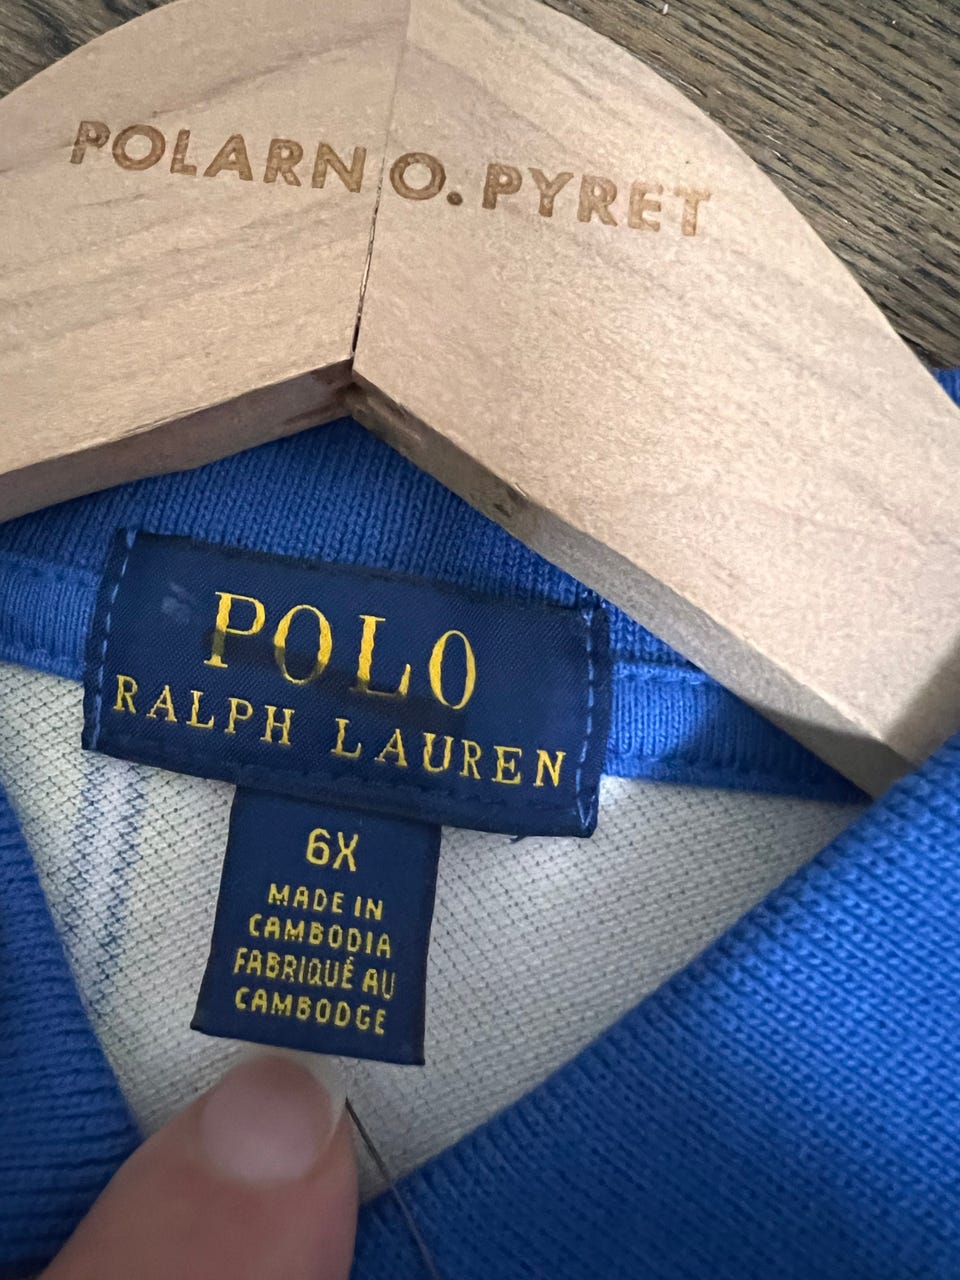 POLARN O. PYRET
POLO
RALPH LAUREN
6X
MADE IN
CAMBODIA
FABRIQUÉ AU
CAMBODGE